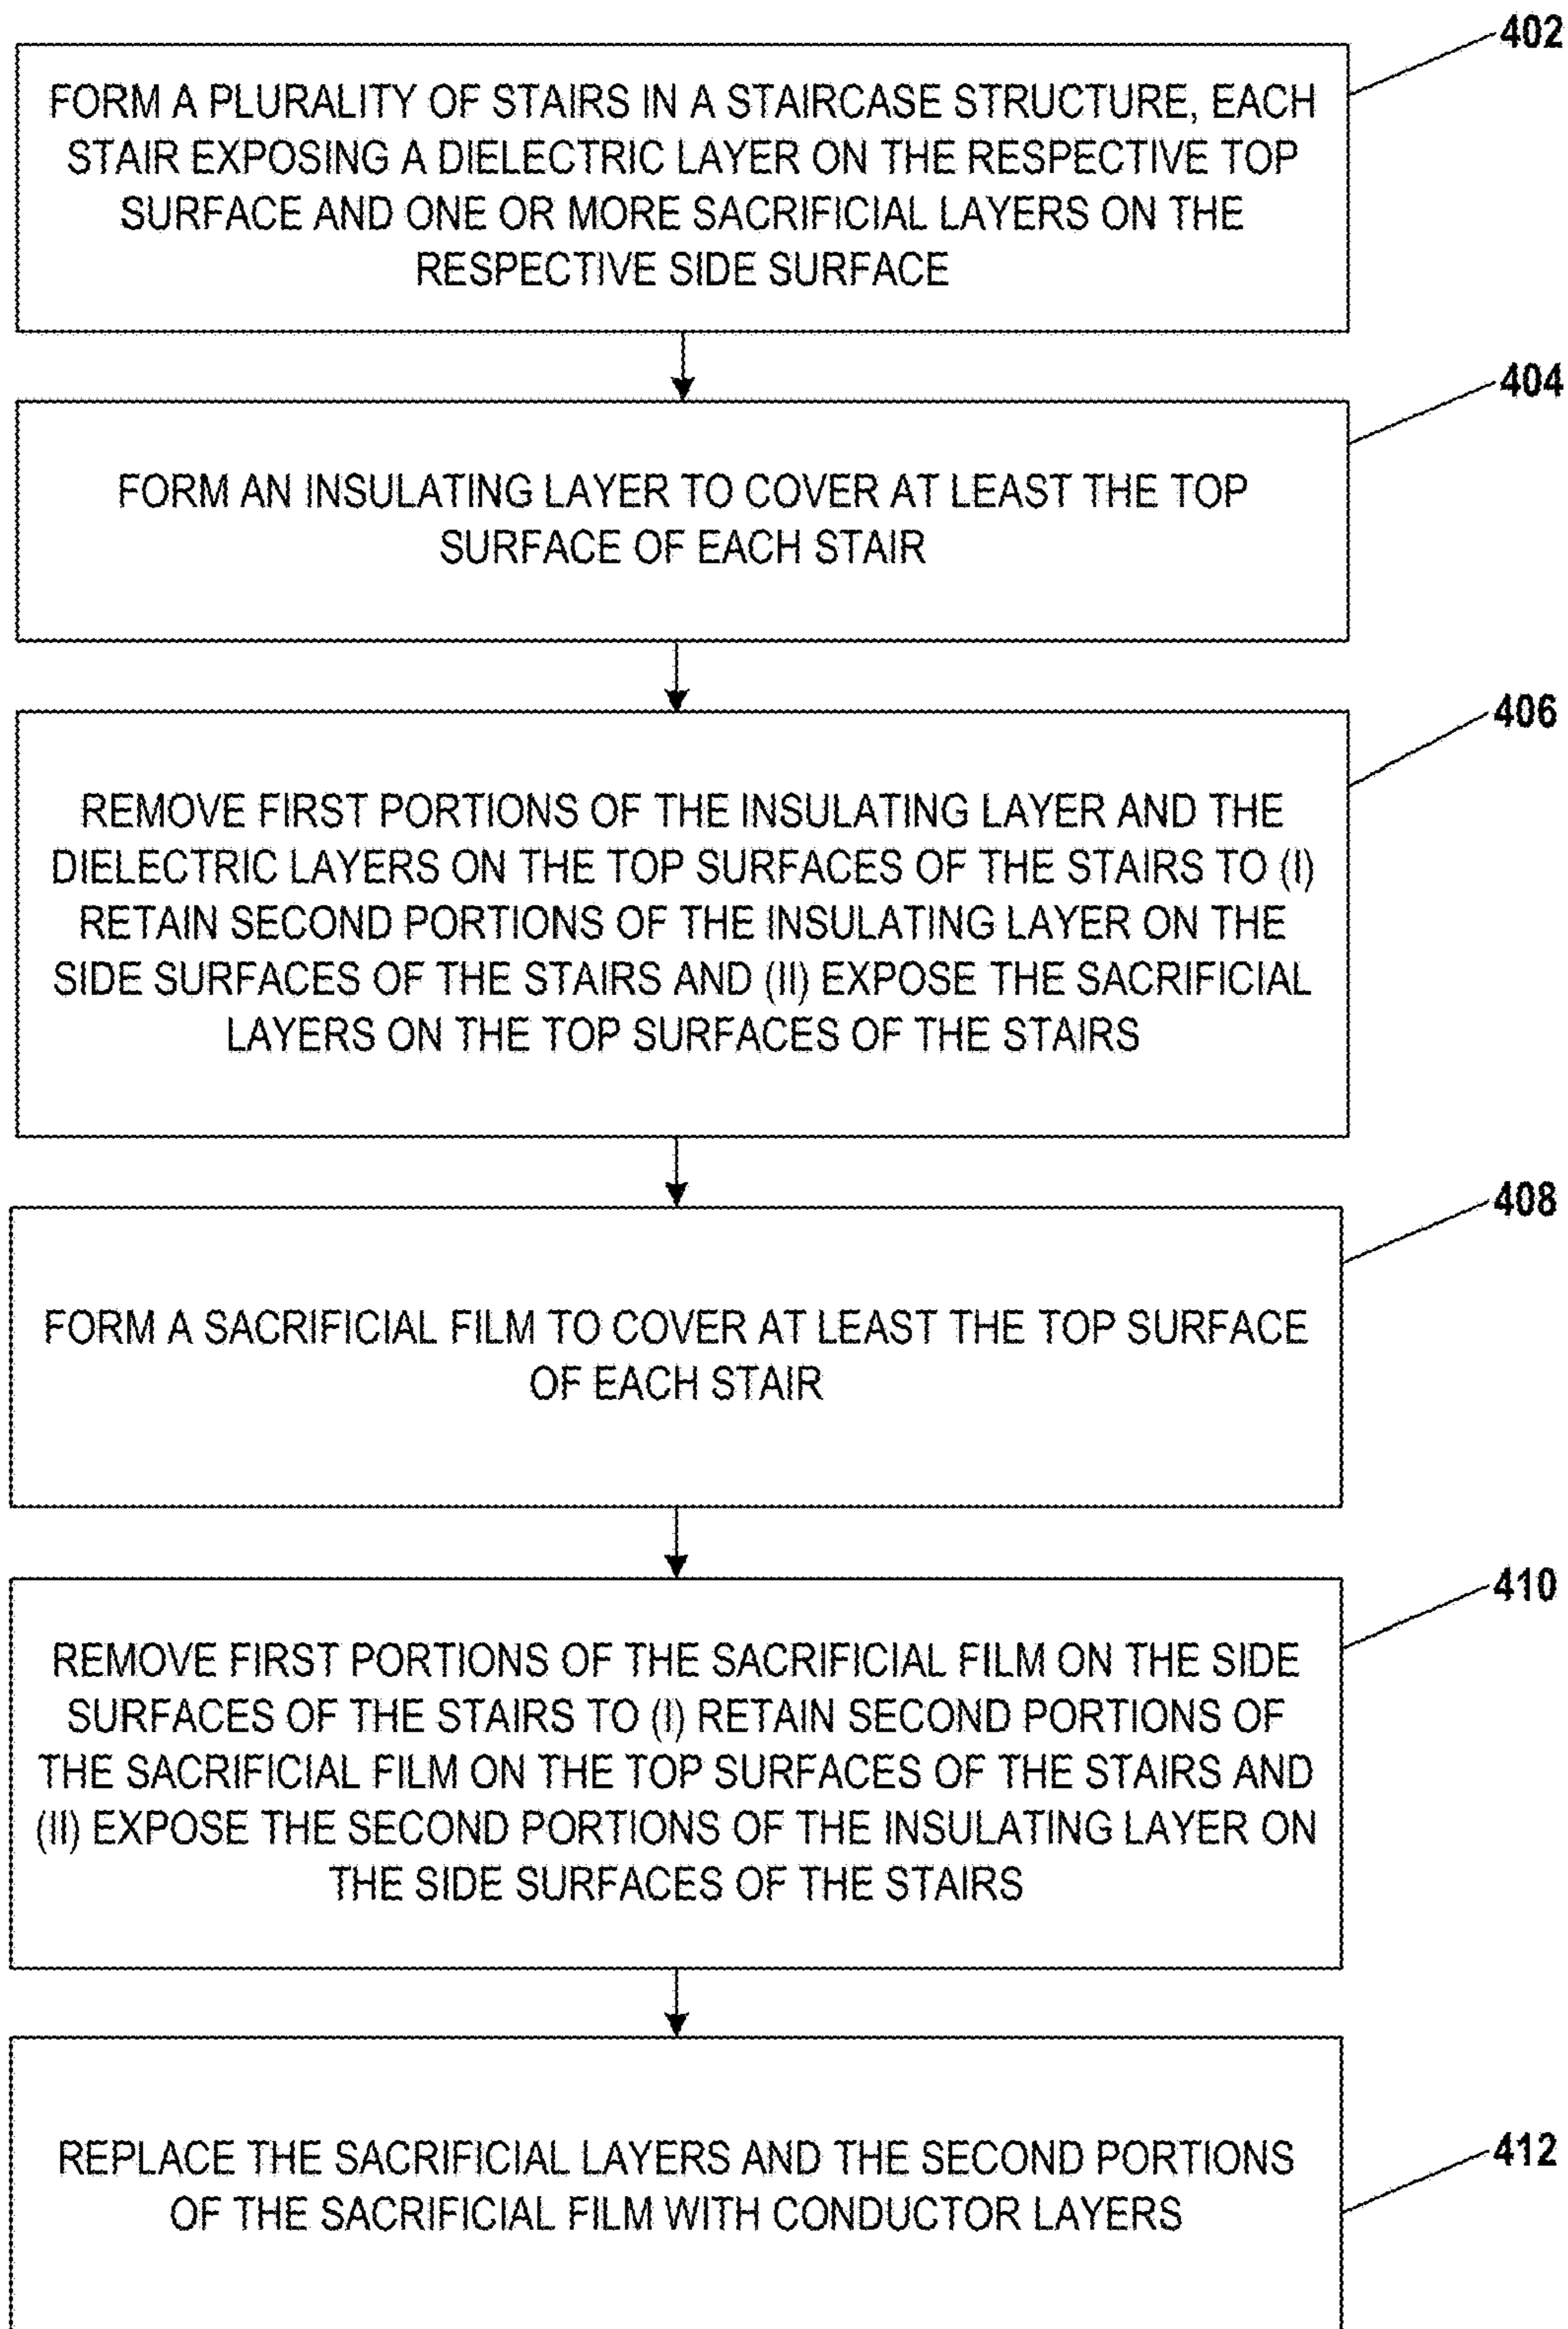 402
FORM A PLURALITY OF STAIRS IN A STAIRCASE STRUCTURE, EACH
STAIR EXPOSING A DIELECTRIC LAYER ON THE RESPECTIVE TOP
SURFACE AND ONE OR MORE SACRIFICIAL LAYERS ON THE
RESPECTIVE SIDE SURFACE
404
FORM AN INSULATING LAYER TO COVER AT LEAST THE TOP
SURFACE OF EACH STAIR
406
REMOVE FIRST PORTIONS OF THE INSULATING LAYER AND THE
DIELECTRIC LAYERS ON THE TOP SURFACES OF THE STAIRS TO (I)
RETAIN SECOND PORTIONS OF THE INSULATING LAYER ON THE
SIDE SURFACES OF THE STAIRS AND (II) EXPOSE THE SACRIFICIAL
LAYERS ON THE TOP SURFACES OF THE STAIRS
408
FORM A SACRIFICIAL FILM TO COVER AT LEAST THE TOP SURFACE
OF EACH STAIR
410
REMOVE FIRST PORTIONS OF THE SACRIFICIAL FILM ON THE SIDE
SURFACES OF THE STAIRS TO (I) RETAIN SECOND PORTIONS OF
THE SACRIFICIAL FILM ON THE TOP SURFACES OF THE STAIRS AND
(II) EXPOSE THE SECOND PORTIONS OF THE INSULATING LAYER ON
THE SIDE SURFACES OF THE STAIRS
412
REPLACE THE SACRIFICIAL LAYERS AND THE SECOND PORTIONS
OF THE SACRIFICIAL FILM WITH CONDUCTOR LAYERS